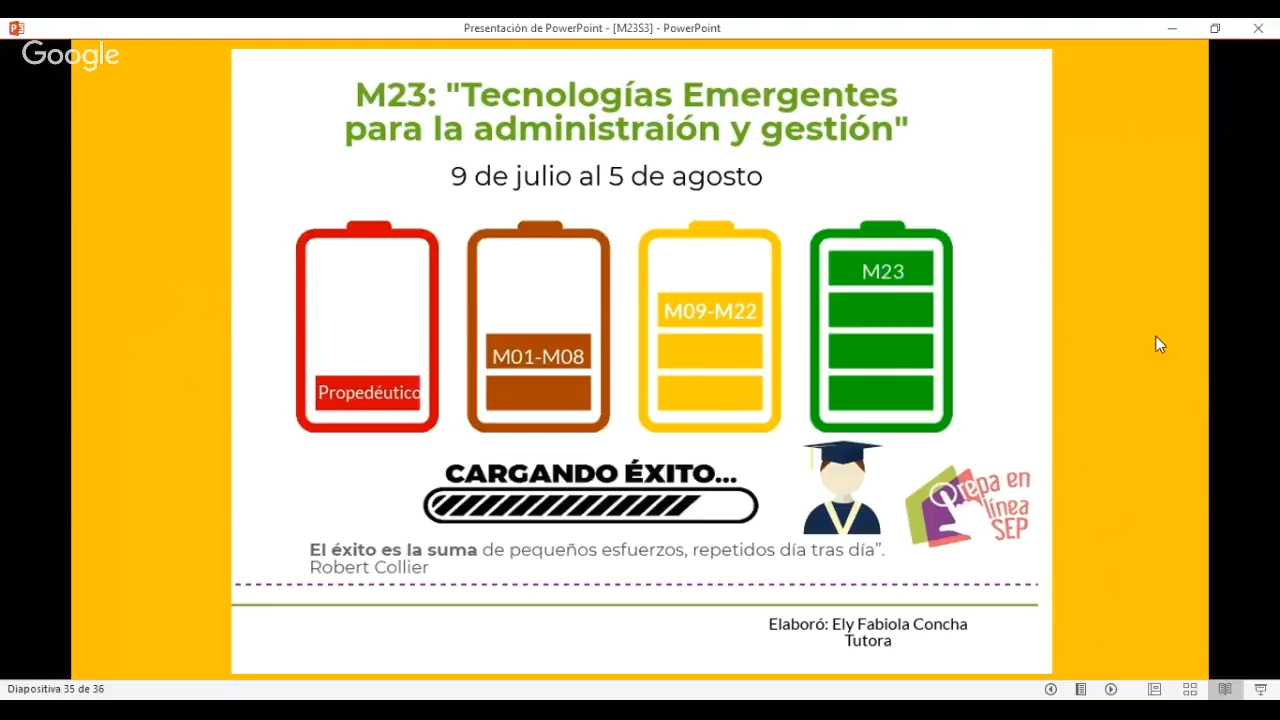 Presentación de PowerPoint - [M23S3] - PowerPoint
Google
M23: "Tecnologías Emergentes
para la administraión y gestión"
9 de julio al 5 de agosto
Propedéutico
M01-M08
M09-M22
M23
CARGANDO ÉXITO...
Prepa en
línea
SEP
El éxito es la suma de pequeños esfuerzos, repetidos día tras día”.
Robert Collier
Elaboró: Ely Fabiola Concha
Tutora
Diapositiva 35 de 36